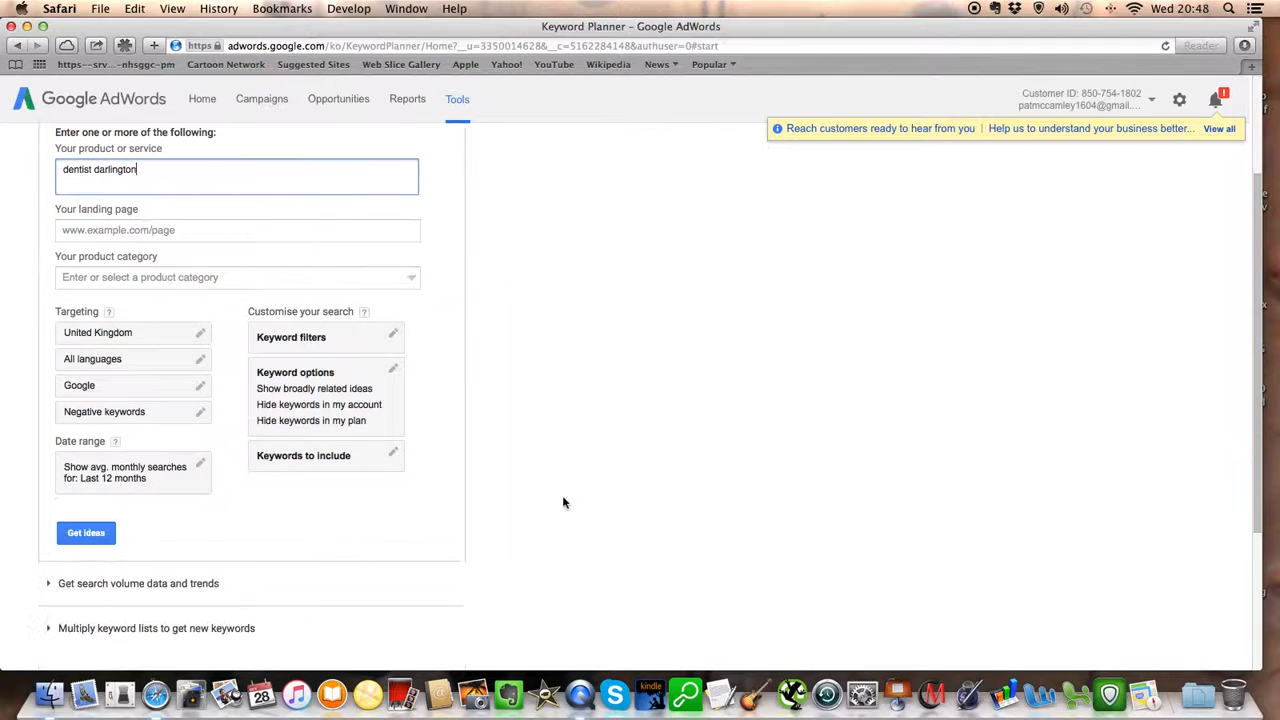 Safari File Edit View History Bookmarks Develop Window Help Wed 20:48
Keyword Planner – Google AdWords
https adwords.google.com/ko/KeywordPlanner/Home?__u=3350014628&__c=5162284148&authuser=0#start Reader
https--srv...-nhsggc-pm Cartoon Network Suggested Sites Web Slice Gallery Apple Yahoo! YouTube Wikipedia News Popular
Google AdWords Home Campaigns Opportunities Reports Tools
Customer ID: 850-754-1802
patmccamley1604@gmail....
Reach customers ready to hear from you Help us to understand your business better... View all
Enter one or more of the following:
Your product or service
dentist darlington
Your landing page
www.example.com/page
Your product category
Enter or select a product category
Targeting ?
United Kingdom
All languages
Google
Negative keywords
Date range ?
Show avg. monthly searches
for: Last 12 months
Customise your search ?
Keyword filters
Keyword options
Show broadly related ideas
Hide keywords in my account
Hide keywords in my plan
Keywords to include
Get ideas
Get search volume data and trends
Multiply keyword lists to get new keywords
28
kindle